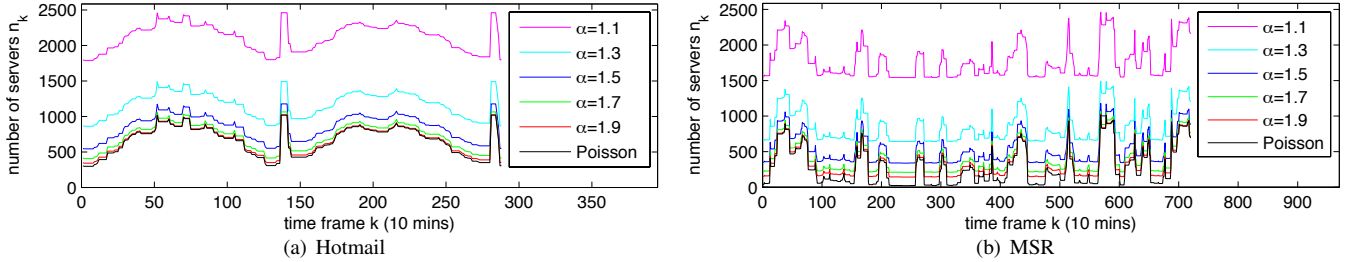 number of servers n_k
2500
2000
1500
1000
500
0
0 50 100 150 200 250 300 350
time frame k (10 mins)
α=1.1
α=1.3
α=1.5
α=1.7
α=1.9
Poisson
(a) Hotmail
number of servers n_k
2500
2000
1500
1000
500
0
0 100 200 300 400 500 600 700 800 900
time frame k (10 mins)
α=1.1
α=1.3
α=1.5
α=1.7
α=1.9
Poisson
(b) MSR